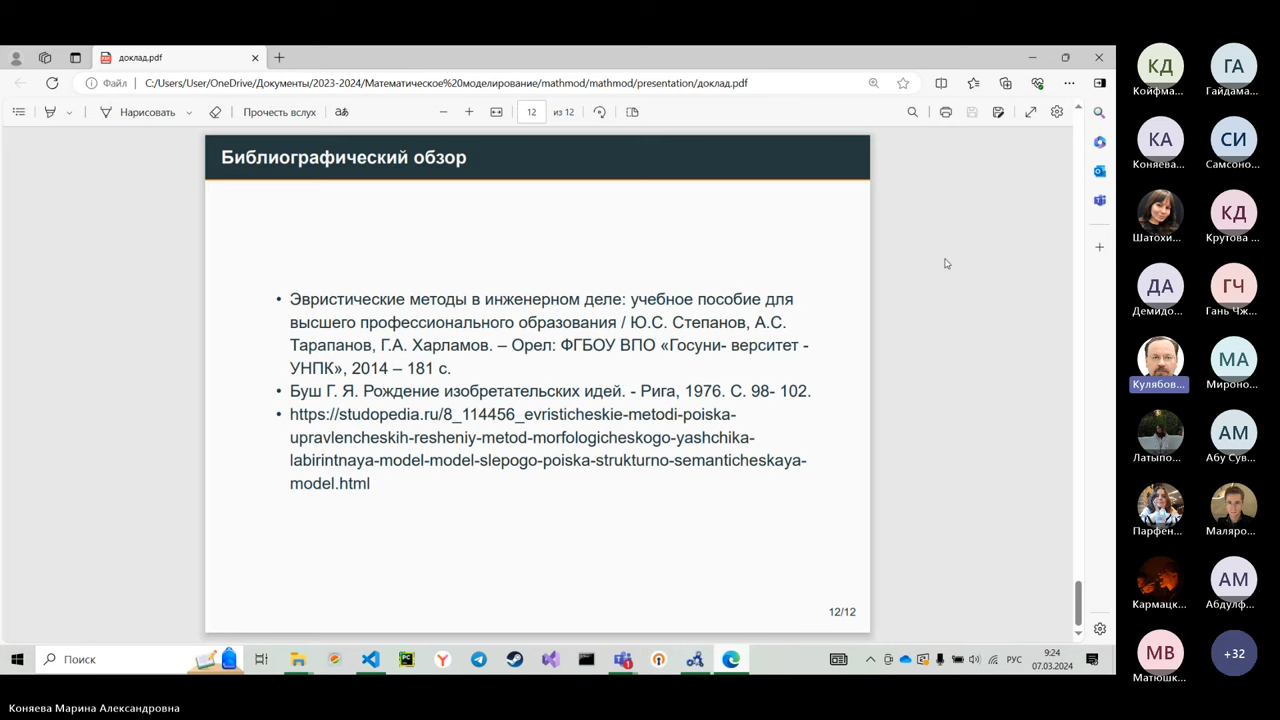 доклад.pdf
Файл
C:/Users/User/OneDrive/Документы/2023-2024/Математическое%20моделирование/mathmod/mathmod/presentation/доклад.pdf
Нарисовать
Прочесть вслух
аあ
12
из 12
Библиографический обзор
• Эвристические методы в инженерном деле: учебное пособие для
высшего профессионального образования / Ю.С. Степанов, А.С.
Тарапанов, Г.А. Харламов. – Орел: ФГБОУ ВПО «Госуни- верситет -
УНПК», 2014 – 181 с.
• Буш Г. Я. Рождение изобретательских идей. - Рига, 1976. С. 98- 102.
• https://studopedia.ru/8_114456_evristicheskie-metodi-poiska-
upravlencheskih-resheniy-metod-morfologicheskogo-yashchika-
labirintnaya-model-model-slepogo-poiska-strukturno-semanticheskaya-
model.html
12/12
КД
Койфма...
ГА
Гайдама...
КА
Коняева...
СИ
Самсоно...
Шатохи...
КД
Крутова ...
ДА
Демидо...
ГЧ
Гань Чж...
Кулябов...
МА
Мироно...
Латыпо...
АМ
Абу Сув...
Парфен...
Маляро...
Кармацк...
АМ
Абдулф...
МВ
Матюшк...
+32
Поиск
РУС
9:24
07.03.2024
Коняева Марина Александровна